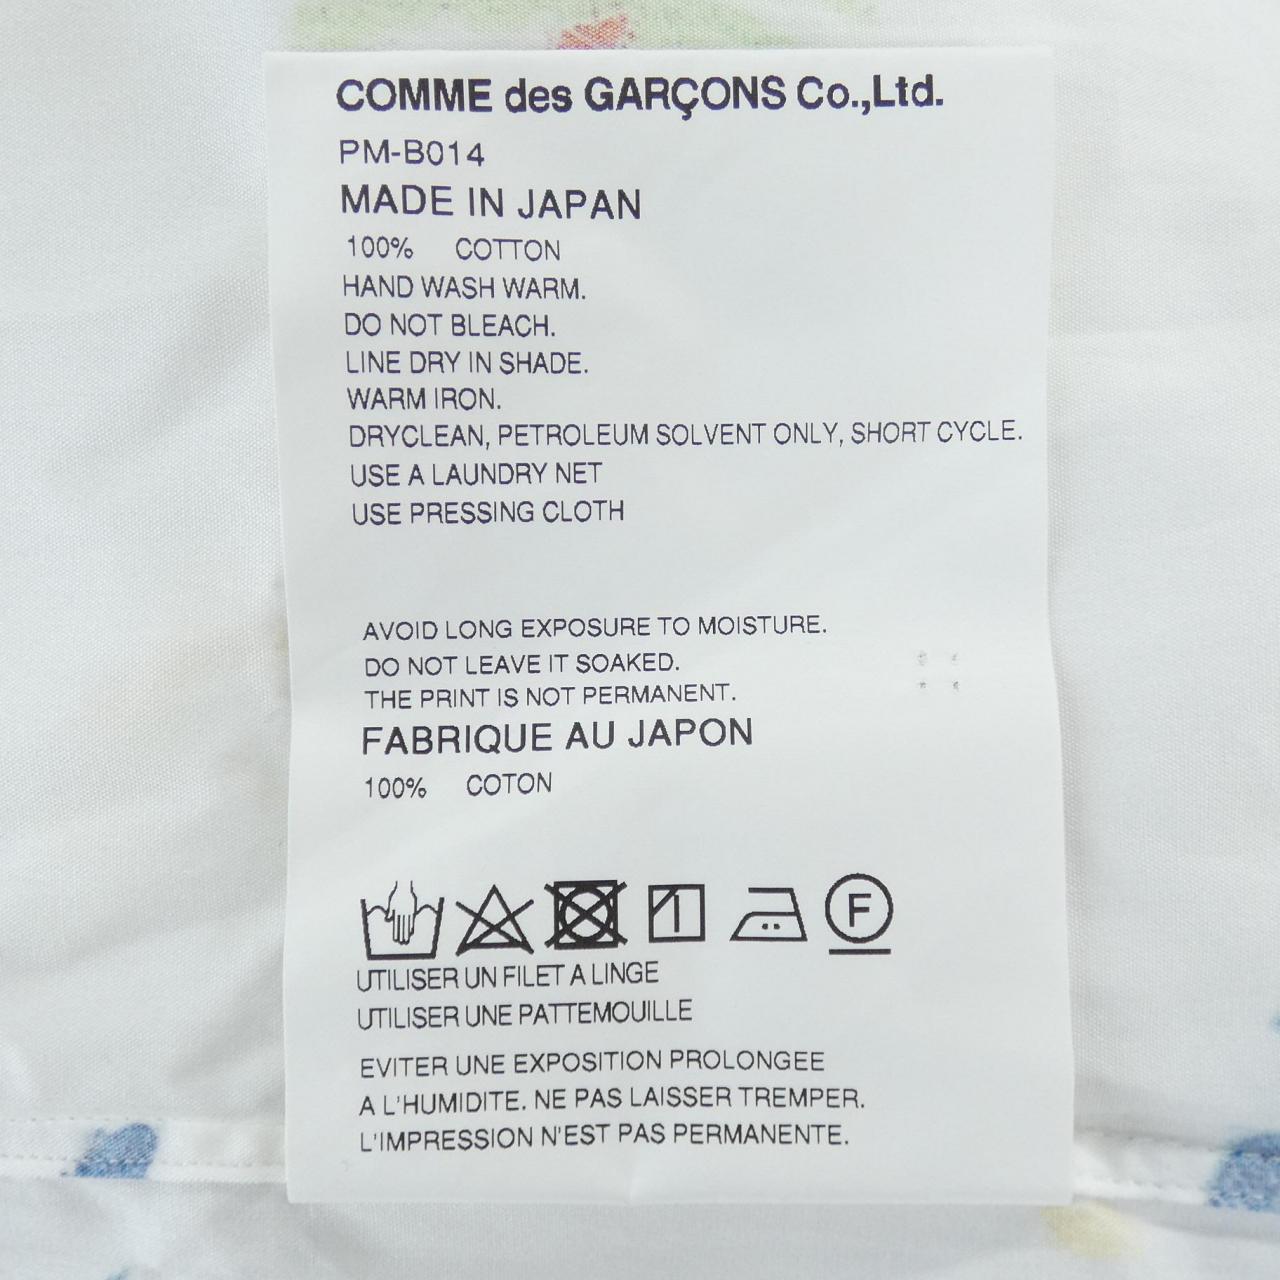 COMME des GARÇONS Co.,Ltd.
PM-B014
MADE IN JAPAN
100% COTTON
HAND WASH WARM.
DO NOT BLEACH.
LINE DRY IN SHADE.
WARM IRON.
DRYCLEAN, PETROLEUM SOLVENT ONLY, SHORT CYCLE.
USE A LAUNDRY NET
USE PRESSING CLOTH
AVOID LONG EXPOSURE TO MOISTURE.
DO NOT LEAVE IT SOAKED.
THE PRINT IS NOT PERMANENT.
FABRIQUE AU JAPON
100% COTON
F
UTILISER UN FILET A LINGE
UTILISER UNE PATTEMOUILLE
EVITER UNE EXPOSITION PROLONGEE
A L'HUMIDITE. NE PAS LAISSER TREMPER.
L'IMPRESSION N'EST PAS PERMANENTE.